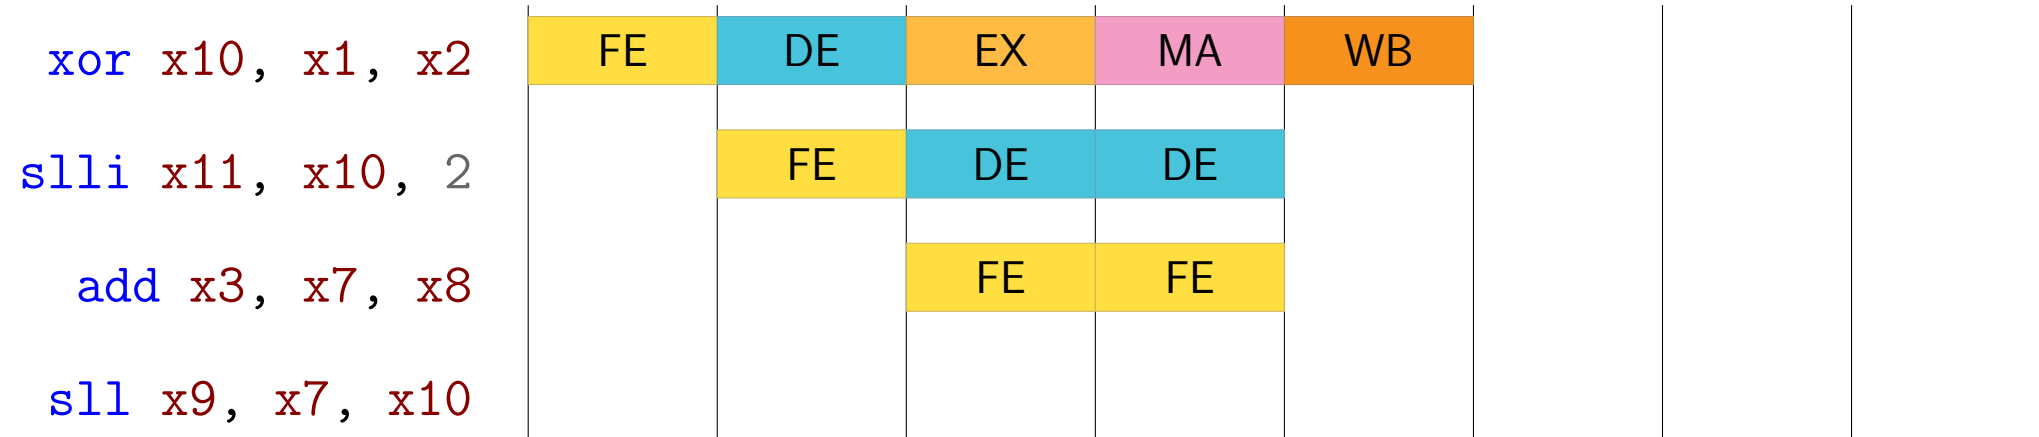 xor x10, x1, x2 FE DE EX MA WB
slli x11, x10, 2 FE DE DE
add x3, x7, x8 FE FE
sll x9, x7, x10